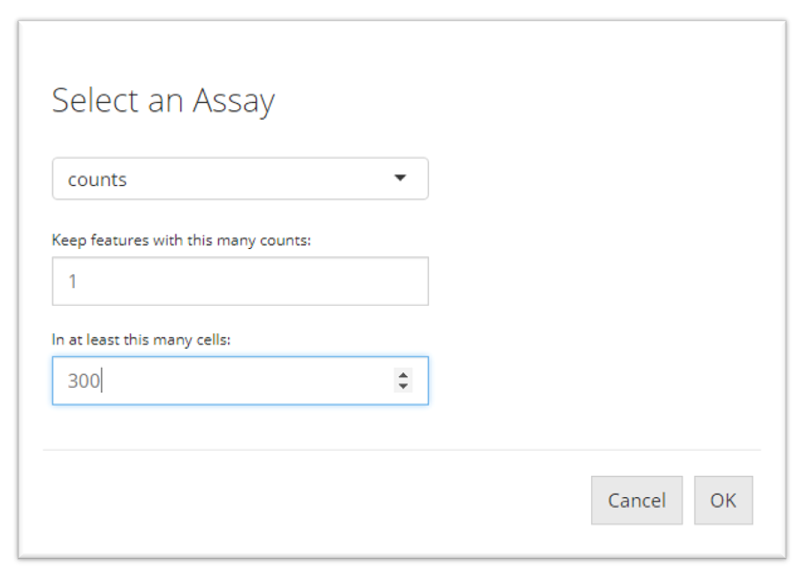 Select an Assay
counts
Keep features with this many counts:
1
In at least this many cells:
300
Cancel OK